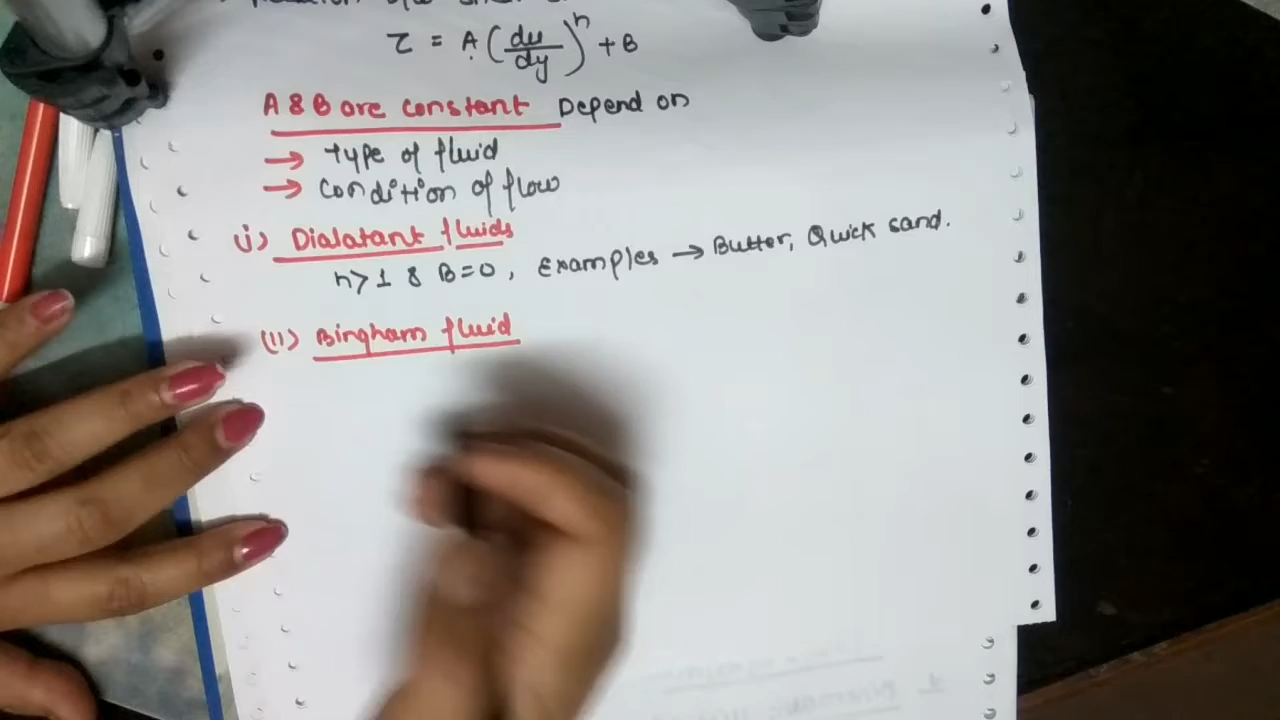 τ = A (du/dy)^n + B
A & B are constant Depend on
→ type of fluid
→ condition of flow
(i) Dialatant fluids
n>1 & B=0, Examples → Butter, Quick sand.
(ii) Bingham fluid